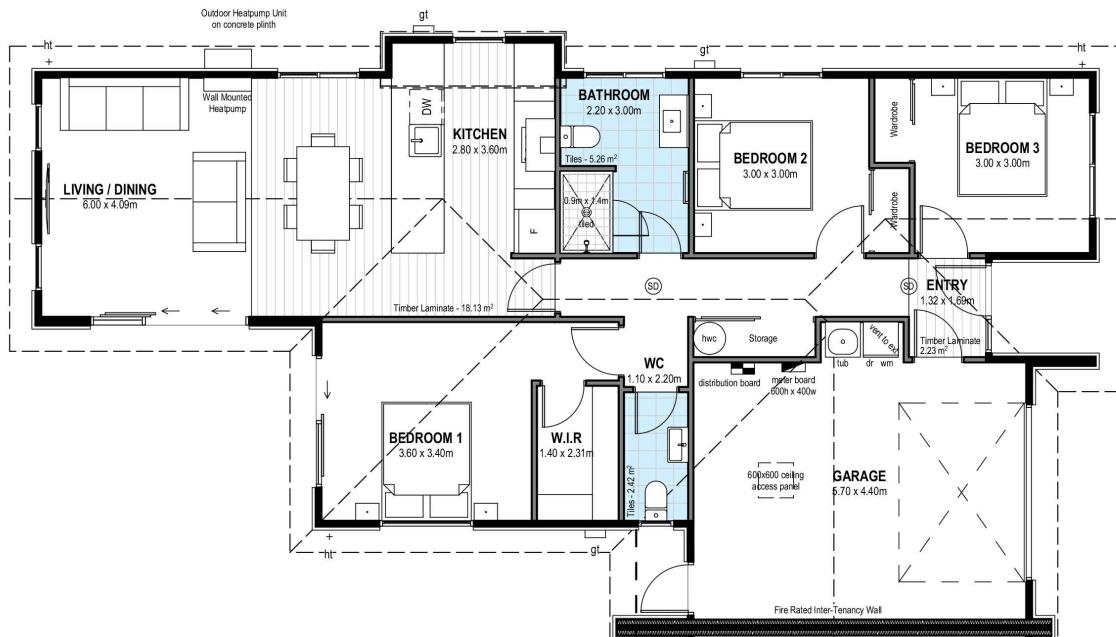 Outdoor Heatpump Unit
on concrete plinth
gt
ht
gt
ht
Wall Mounted
Heatpump
DW
KITCHEN
2.80 x 3.60m
BATHROOM
2.20 x 3.00m
Tiles - 5.26 m²
0.9m x 1.4m
tiled
F
BEDROOM 2
3.00 x 3.00m
Wardrobe
Wardrobe
BEDROOM 3
3.00 x 3.00m
LIVING / DINING
6.00 x 4.09m
Timber Laminate - 18.13 m²
SD
SD
ENTRY
1.32 x 1.69m
Timber Laminate
2.23 m²
hwc
Storage
tub
vent to ext
dr wm
distribution board
meter board
600h x 400w
WC
1.10 x 2.20m
Tiles - 2.42 m²
BEDROOM 1
3.60 x 3.40m
W.I.R
1.40 x 2.31m
600x600 ceiling
access panel
GARAGE
5.70 x 4.40m
ht
gt
Fire Rated Inter-Tenancy Wall